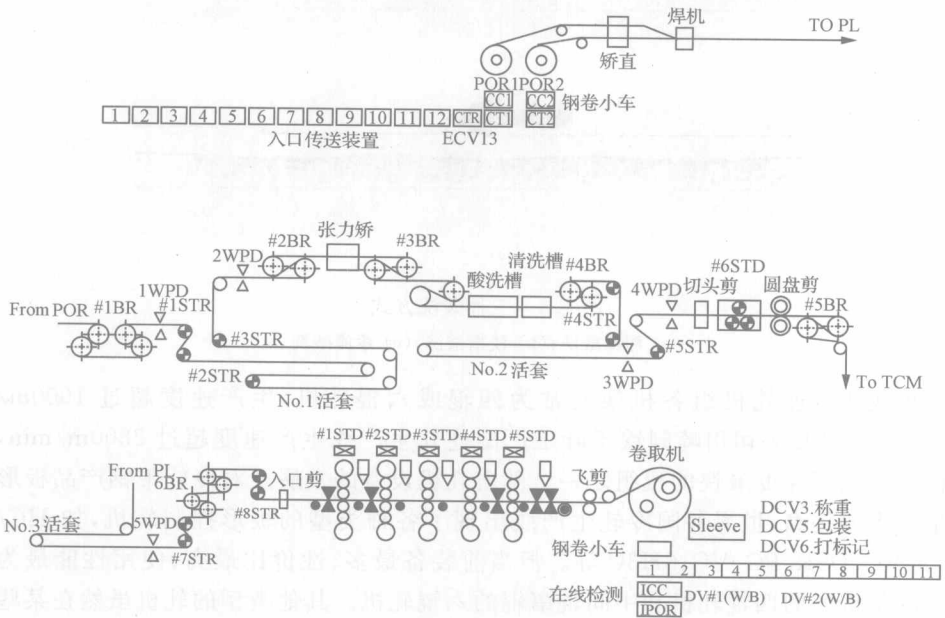 焊机
TO PL
矫直
POR1 POR2
CC1 CC2 钢卷小车
1 2 3 4 5 6 7 8 9 10 11 12 CTR CT1 CT2
入口传送装置 ECV13
张力矫
#2BR #3BR
2WPD
清洗槽 #4BR
#6STD
酸洗槽
4WPD 切头剪 圆盘剪
1WPD
From POR #1BR #1STR
#5BR
#4STR
#3STR
#5STR
#2STR
No.2活套
3WPD
To TCM
No.1活套
#1STD #2STD #3STD #4STD #5STD
卷取机
From PL
6BR 入口剪
飞剪
#8STR
No.3活套 5WPD
Sleeve
DCV3.称重
DCV5.包装
DCV6.打标记
#7STR
钢卷小车
1 2 3 4 5 6 7 8 9 10 11
在线检测 ICC DV#1(W/B) DV#2(W/B)
JPOR